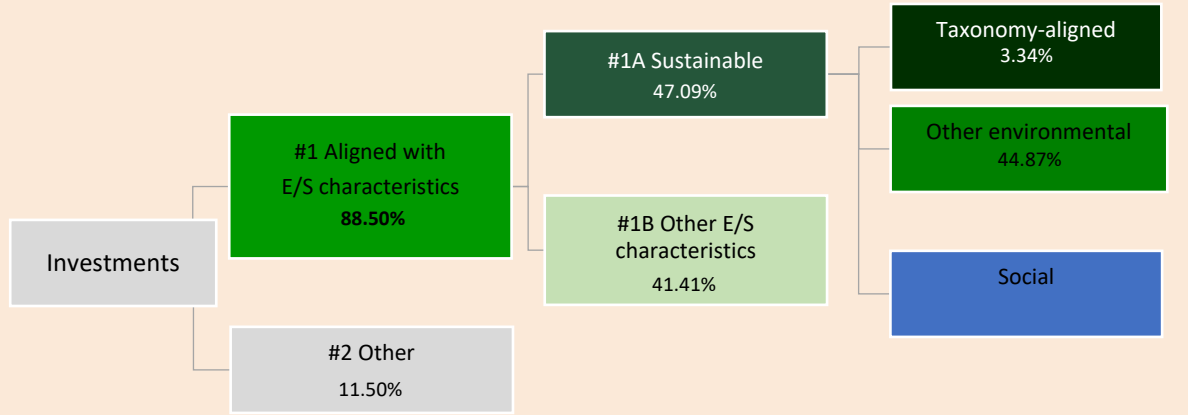 Investments
#1 Aligned with
E/S characteristics
88.50%
#2 Other
11.50%
#1A Sustainable
47.09%
#1B Other E/S
characteristics
41.41%
Taxonomy-aligned
3.34%
Other environmental
44.87%
Social